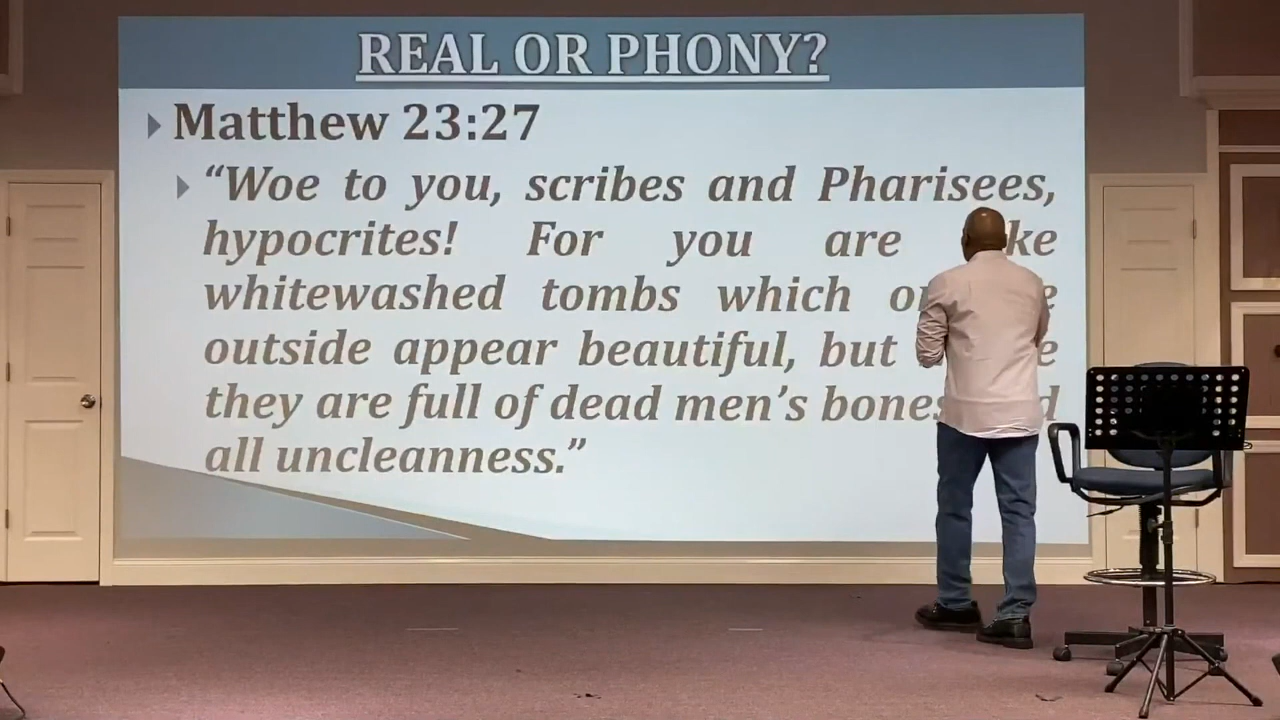 REAL OR PHONY?
Matthew 23:27
“Woe to you, scribes and Pharisees,
hypocrites! For you are
whitewashed tombs which
outside appear beautiful, but
they are full of dead men’s bones
all uncleanness.”